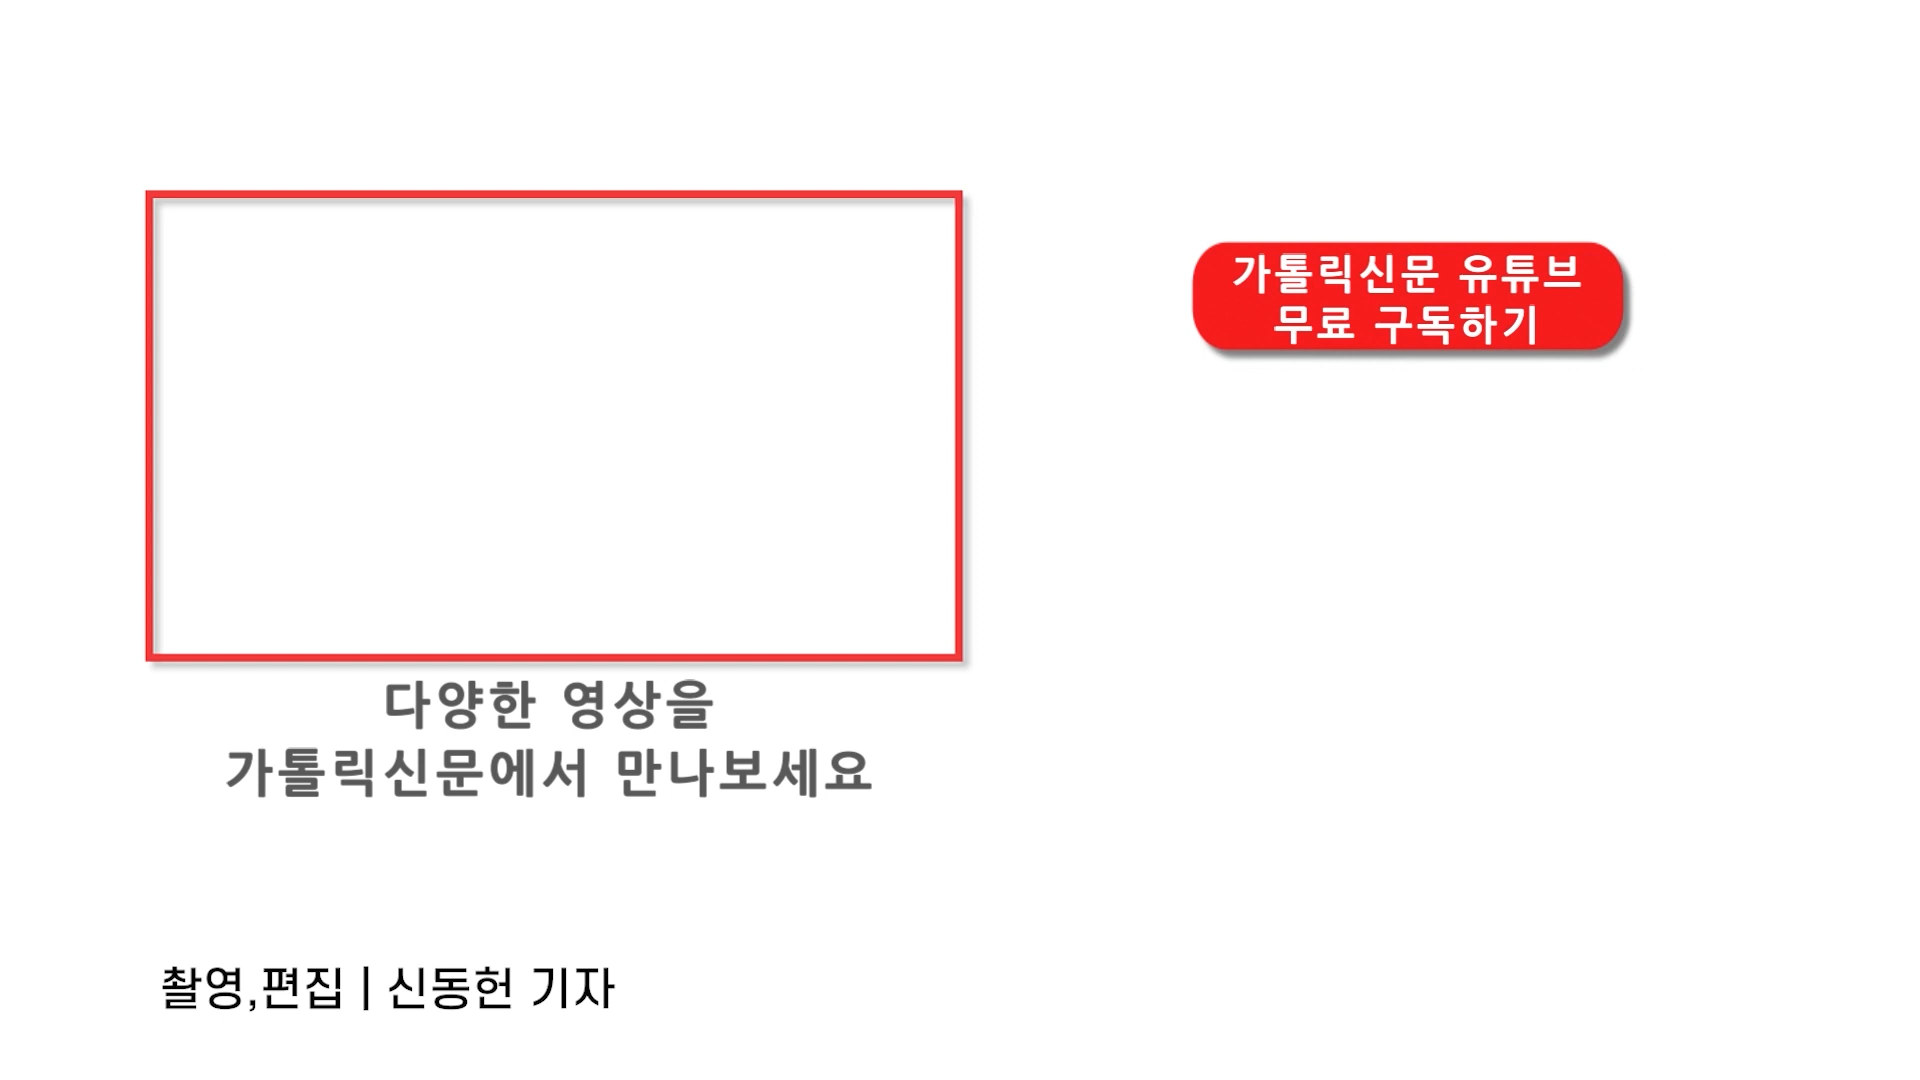 가톨릭신문 유튜브
무료 구독하기
다양한 영상을
가톨릭신문에서 만나보세요
촬영,편집 | 신동헌 기자